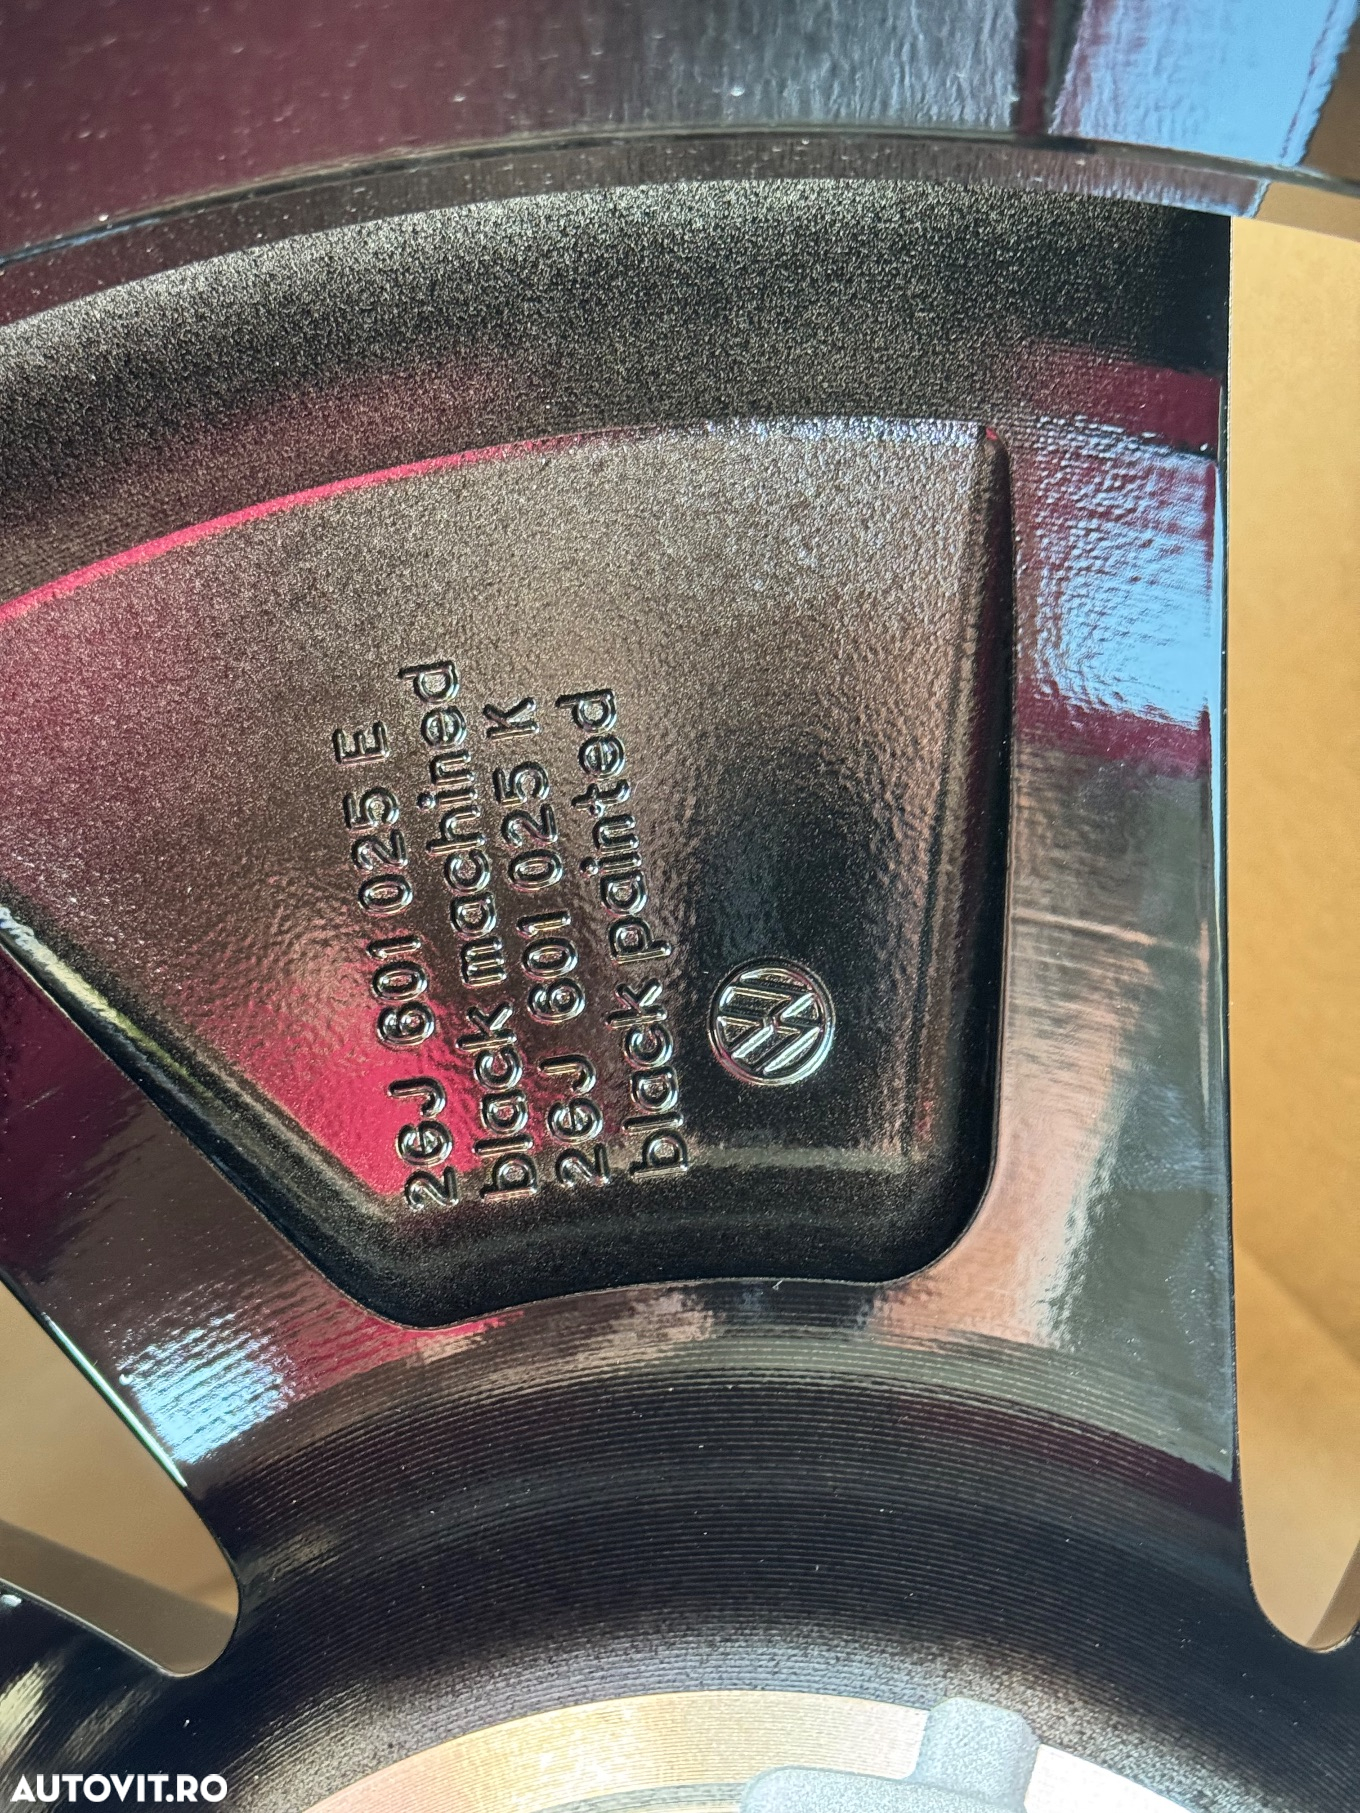 2GJ 601 025 E
black machined
2GJ 601 025 K
black painted
AUTOVIT.RO